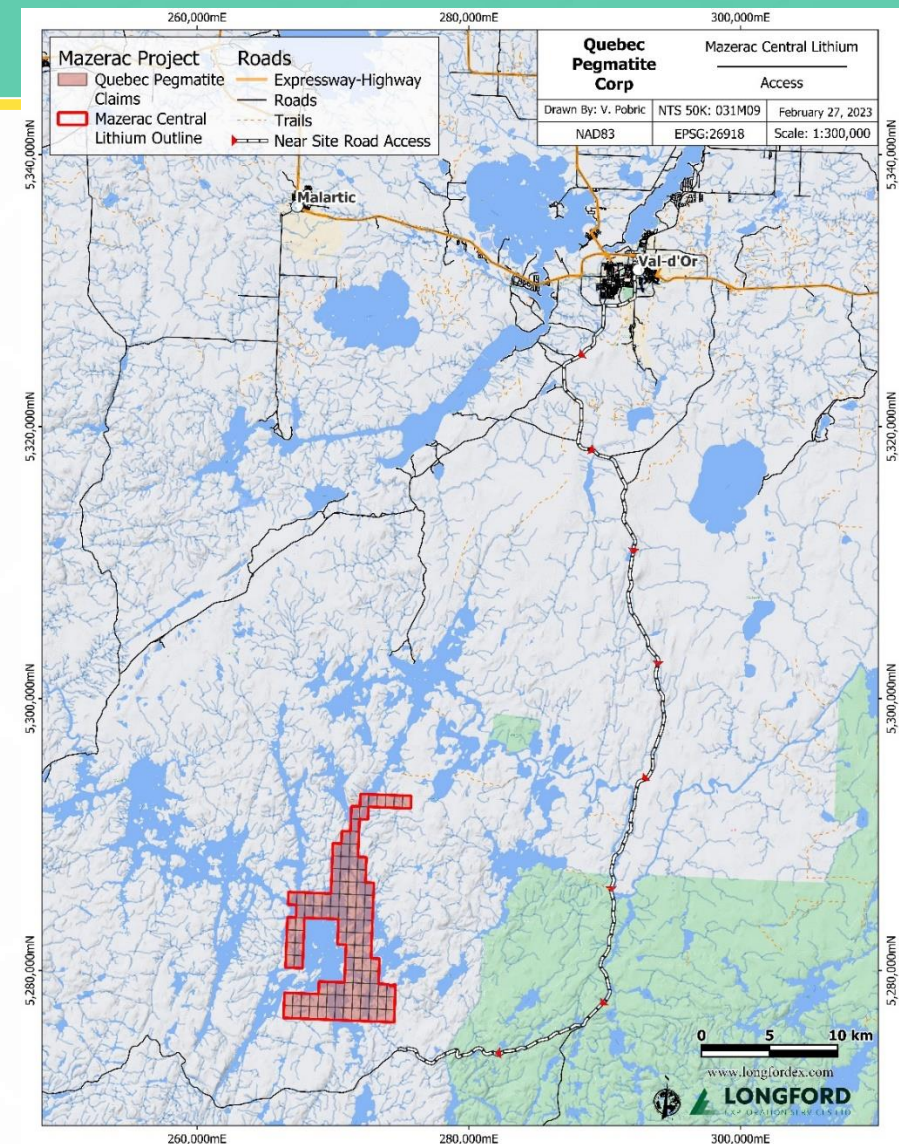 260,000mE 280,000mE 300,000mE
Mazerac Project
Quebec Pegmatite
Claims
Mazerac Central
Lithium Outline
Roads
Expressway-Highway
Roads
Trails
Near Site Road Access
Quebec
Pegmatite
Corp
Mazerac Central Lithium
Access
Drawn By: V. Pobric
NTS 50K: 031M09
February 27, 2023
NAD83
EPSG:26918
Scale: 1:300,000
5,340,000mN
5,340,000mN
Malartic
Val-d'Or
5,320,000mN
5,320,000mN
5,300,000mN
5,300,000mN
5,280,000mN
5,280,000mN
0 5 10 km
www.longfordex.com
LONGFORD
EXPLORATION SERVICES LTD
260,000mE 280,000mE 300,000mE